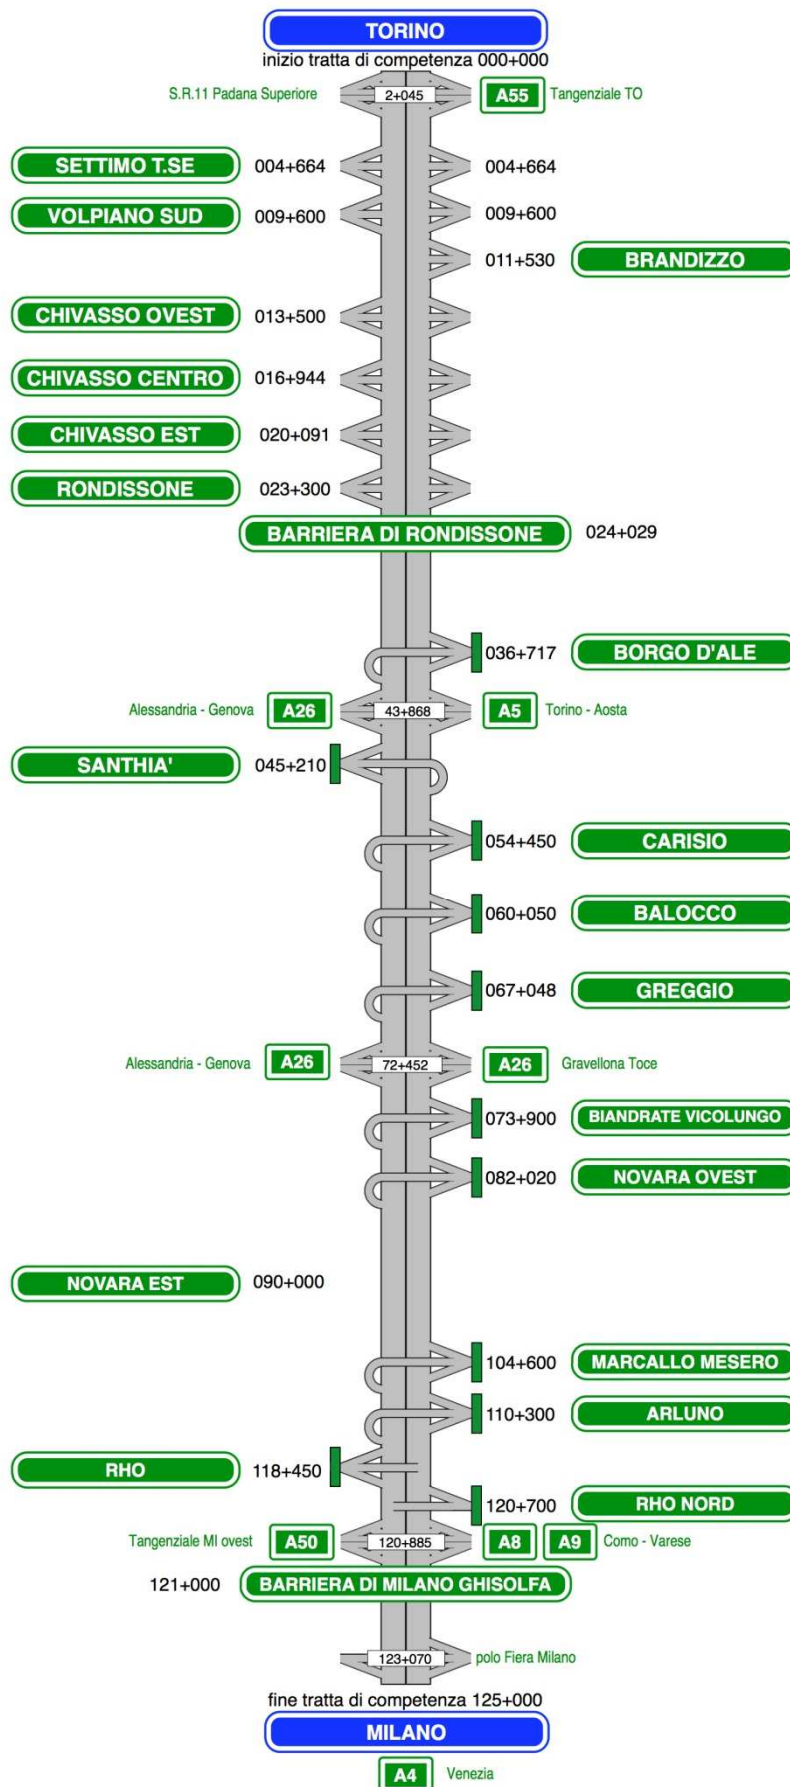 TORINO
inizio tratta di competenza 000+000
S.R.11 Padana Superiore 2+045 A55 Tangenziale TO
SETTIMO T.SE 004+664 004+664
VOLPIANO SUD 009+600 009+600
011+530 BRANDIZZO
CHIVASSO OVEST 013+500
CHIVASSO CENTRO 016+944
CHIVASSO EST 020+091
RONDISSONE 023+300
BARRIERA DI RONDISSONE 024+029
036+717 BORGO D'ALE
Alessandria - Genova A26 43+868 A5 Torino - Aosta
SANTHIA' 045+210
054+450 CARISIO
060+050 BALOCCO
067+048 GREGGIO
Alessandria - Genova A26 72+452 A26 Gravellona Toce
073+900 BIANDRATE VICOLUNGO
082+020 NOVARA OVEST
NOVARA EST 090+000
104+600 MARCALLO MESERO
110+300 ARLUNO
RHO 118+450
120+700 RHO NORD
Tangenziale MI ovest A50 120+885 A8 A9 Como - Varese
121+000 BARRIERA DI MILANO GHISOLFA
123+070 polo Fiera Milano
fine tratta di competenza 125+000
MILANO
A4 Venezia